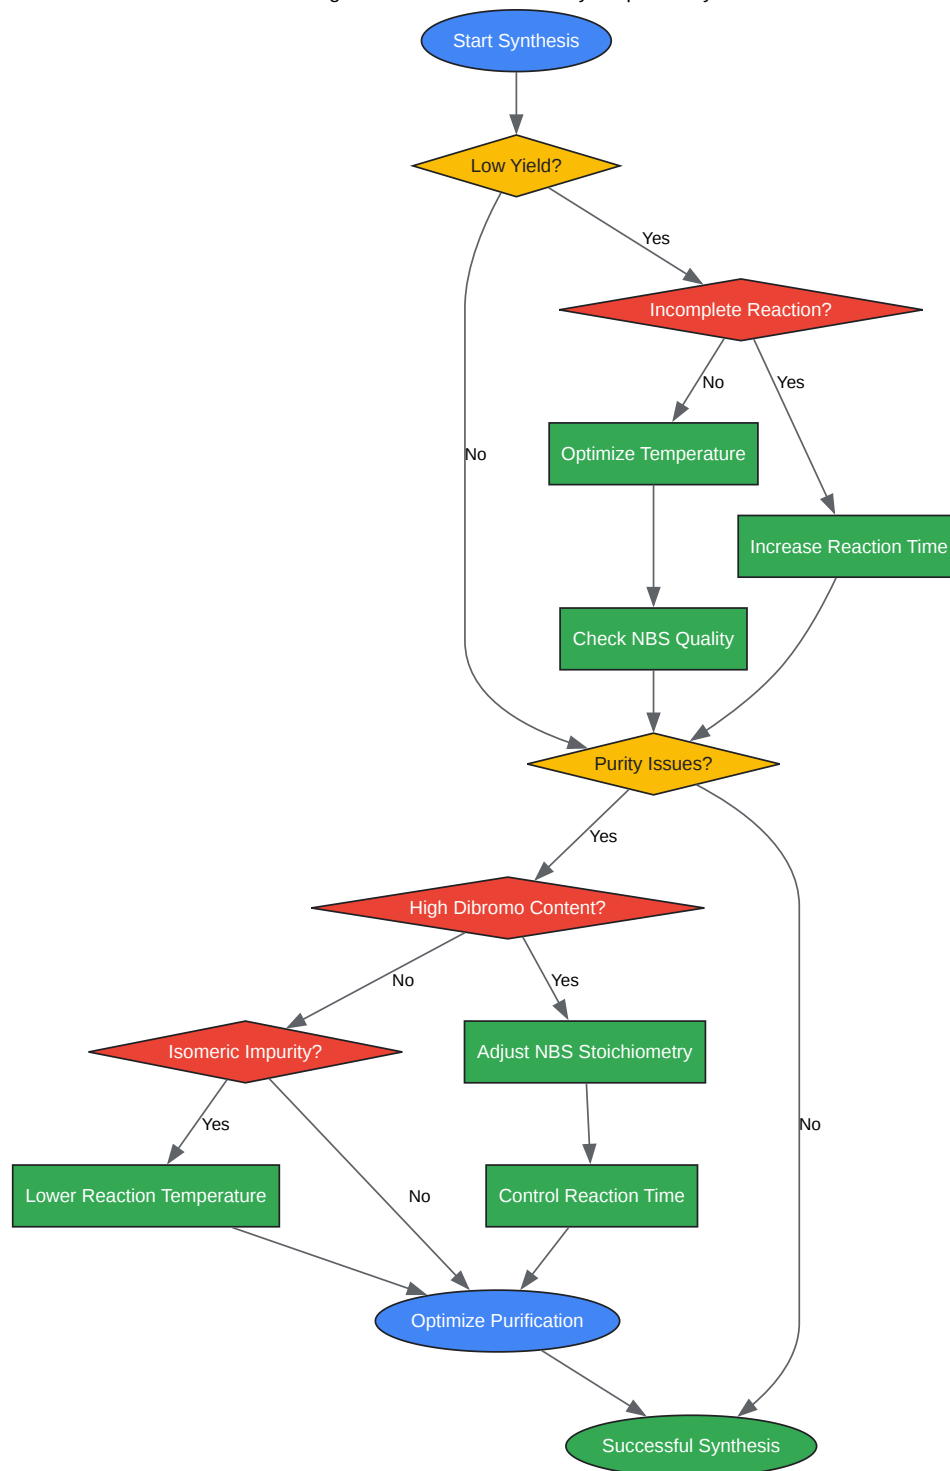 Start Synthesis
Low Yield?
Yes
Incomplete Reaction?
No
Yes
Optimize Temperature
No
Increase Reaction Time
Check NBS Quality
Purity Issues?
Yes
High Dibromo Content?
No
Yes
Isomeric Impurity?
Adjust NBS Stoichiometry
Yes
No
Lower Reaction Temperature
No
Control Reaction Time
Optimize Purification
Successful Synthesis